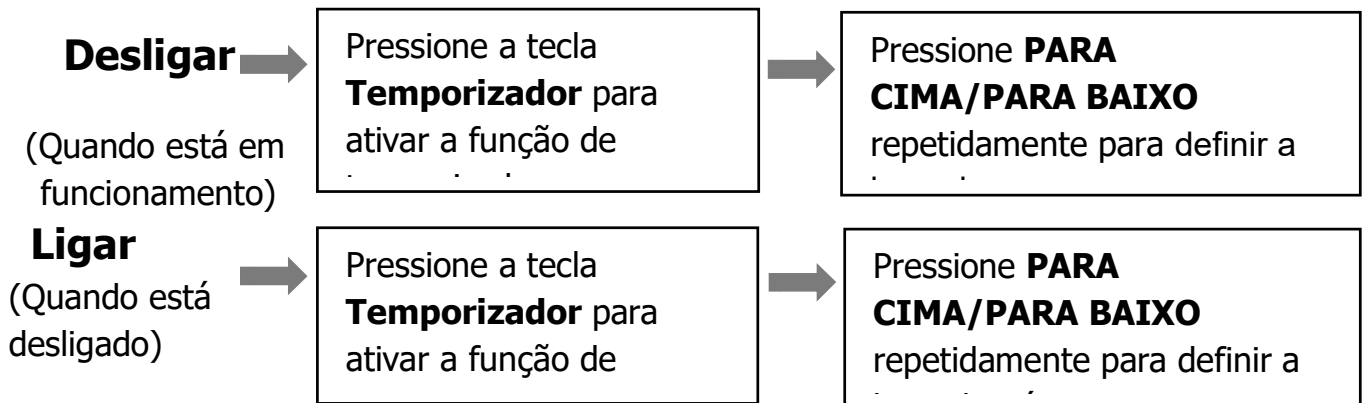 Desligar
(Quando está em
funcionamento)
Pressione a tecla
Temporizador para
ativar a função de
Pressione PARA
CIMA/PARA BAIXO
repetidamente para definir a
Ligar
(Quando está
desligado)
Pressione a tecla
Temporizador para
ativar a função de
Pressione PARA
CIMA/PARA BAIXO
repetidamente para definir a